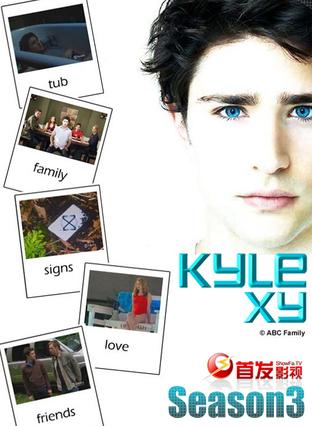 tub
family
signs
love
friends
KYLE
XY
© ABC Family
ShowFa.TV
首发影视
Season3